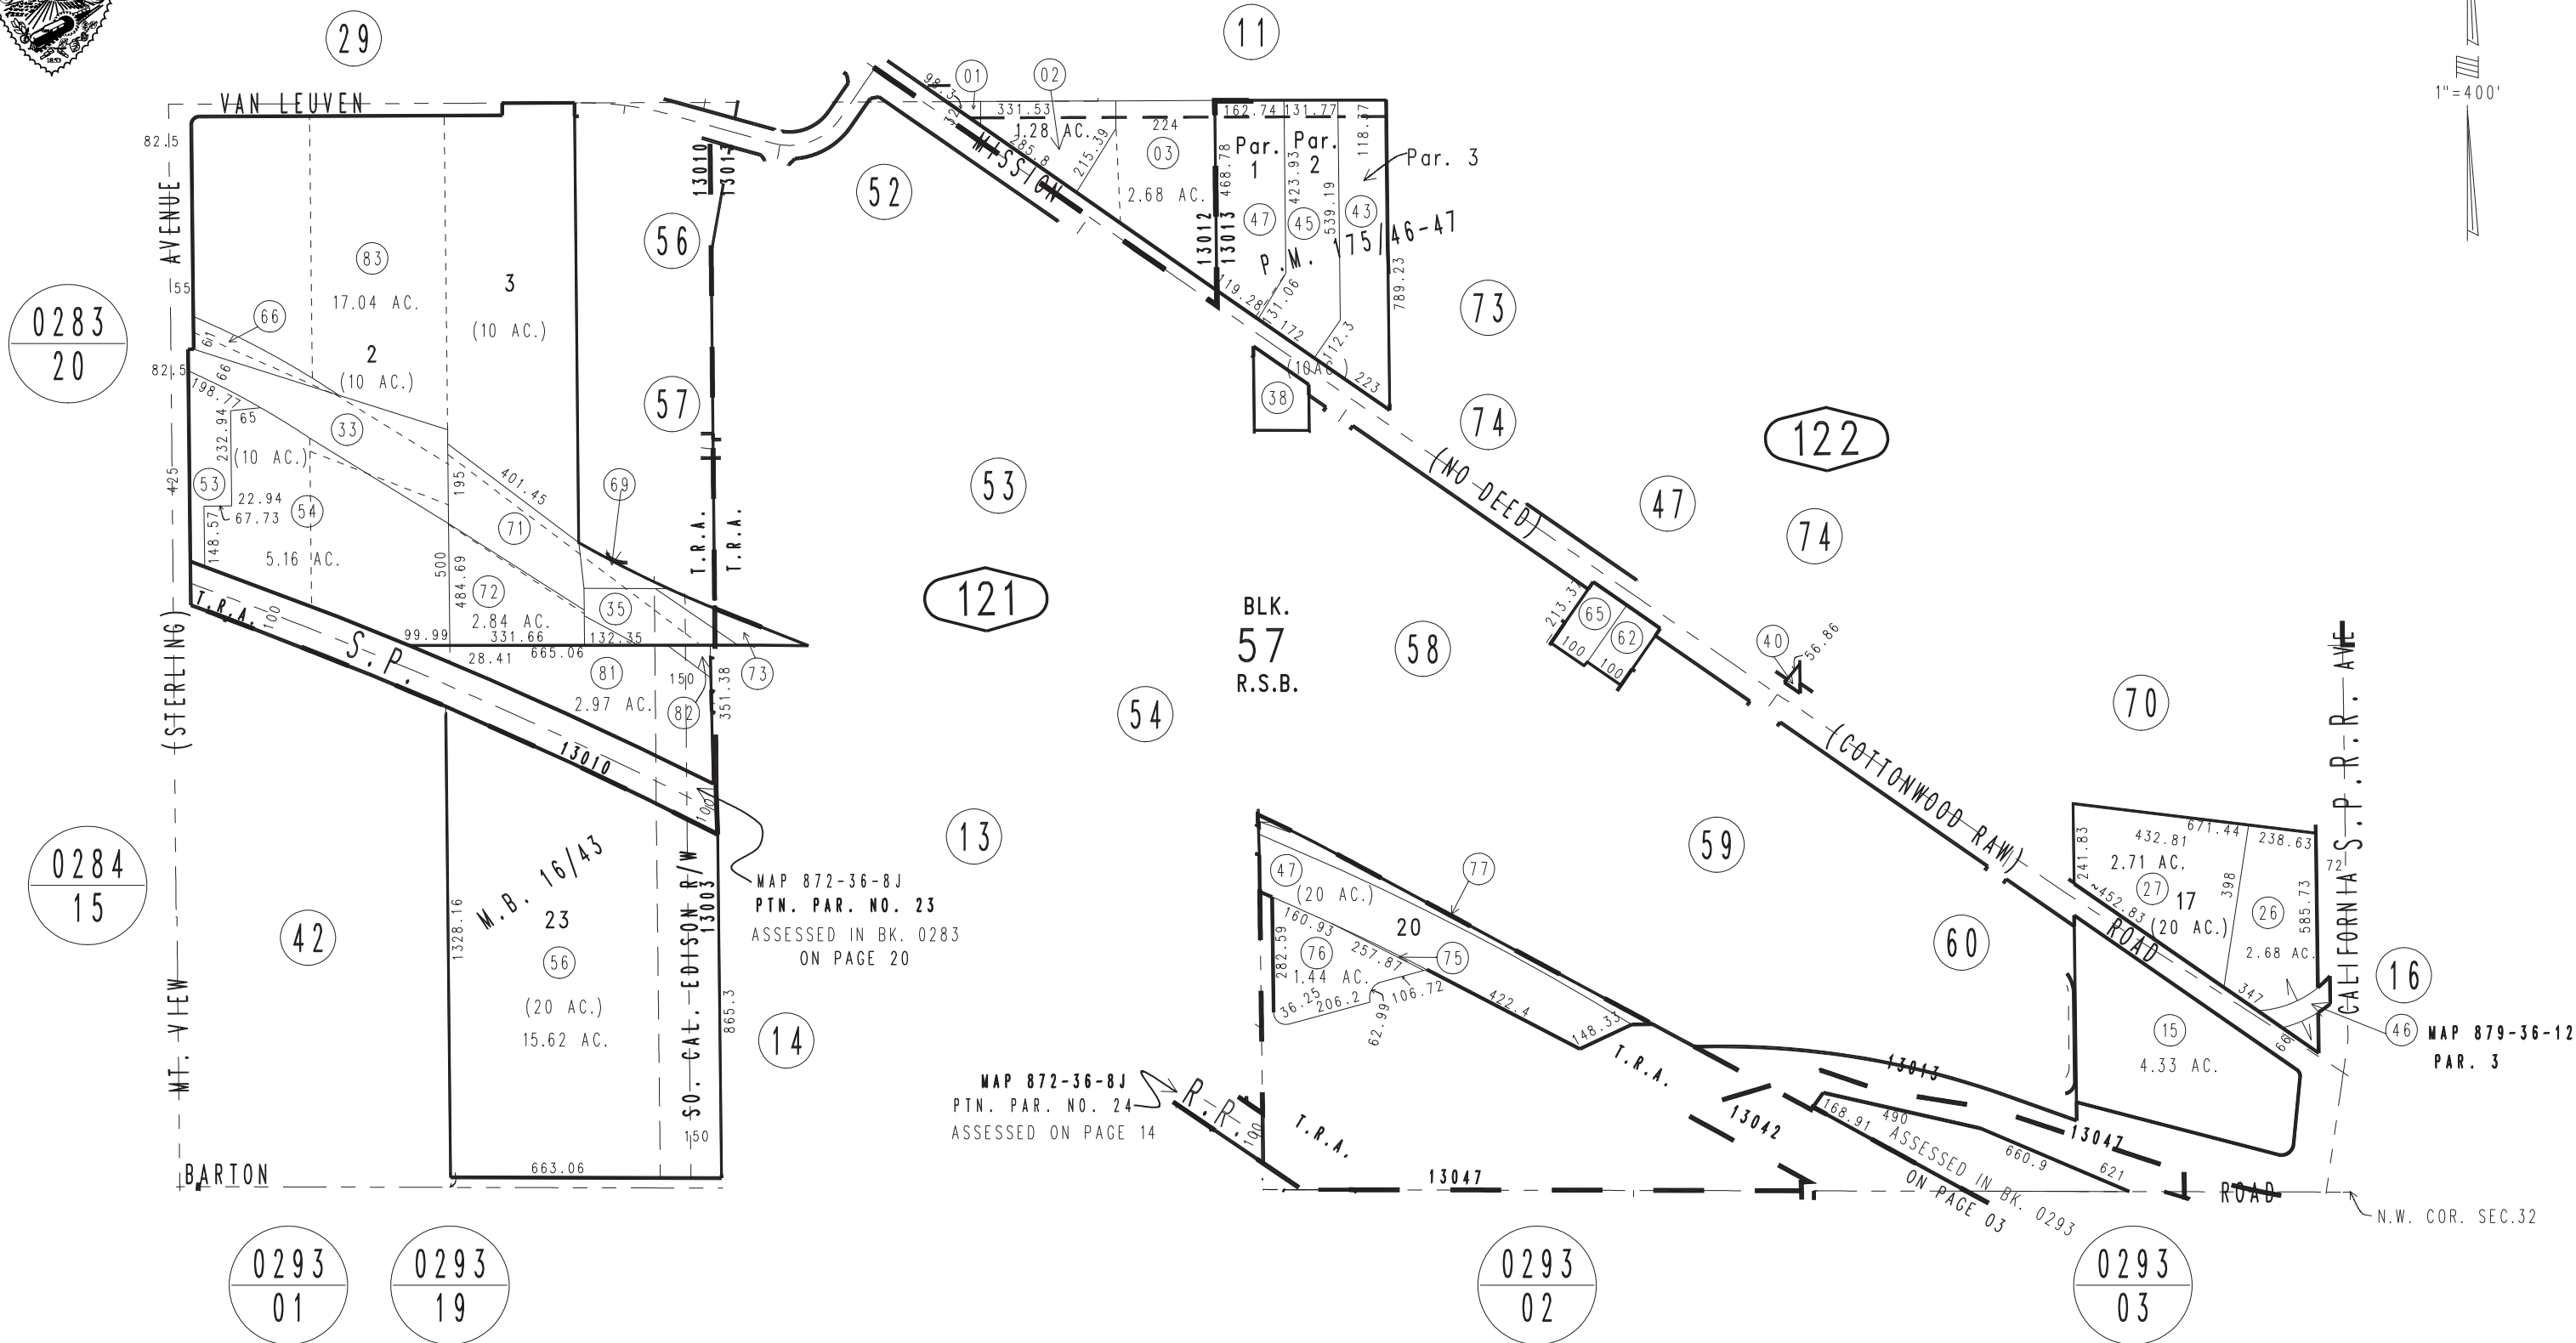 29
11
1853
1"=400'
VAN LEUVEN
98.3
32
01
02
331.53
1.28 AC.
285.8
215.39
224
03
2.68 AC.
162.74
131.77
118.37
Par. 1
Par. 2
Par. 3
468.78
423.93
539.19
47
45
43
175/46-47
P.M.
789.23
13012
13013
119.28
131.06
172
112.3
(10AC.)
223
38
MISSION
82.5
AVENUE
55
13010
13013
52
56
57
83
17.04 AC.
3
(10 AC.)
2
(10 AC.)
66
61
66
0283
20
82.5
198.77
232.94
65
33
(10 AC.)
53
22.94
67.73
54
148.57
5.16 AC.
425
195
401.45
69
71
500
484.69
72
2.84 AC.
35
T.R.A.
T.R.A.
73
74
122
(NO DEED)
47
74
53
121
BLK.
57
R.S.B.
58
54
213.37
65
62
100
100
40
56.86
70
T.R.A.
100
S.P.
99.99
331.66
132.35
28.41
665.06
81
2.97 AC.
150
82
351.38
73
13010
100
(STERLING)
MT. VIEW
0284
15
42
M.B. 16/43
23
56
(20 AC.)
15.62 AC.
1328.16
SO. CAL. EDISON R/W
13003
865.3
150
663.06
BARTON
14
13
MAP 872-36-8J
PTN. PAR. NO. 23
ASSESSED IN BK. 0283
ON PAGE 20
(COTTONWOOD RAW)
ROAD
59
60
47
(20 AC.)
77
20
160.93
282.59
76
1.44 AC.
257.87
75
36.25
206.2
106.72
62.99
422.4
148.33
T.R.A.
241.83
671.44
432.81
2.71 AC.
238.63
72
27
17
(20 AC.)
398
26
2.68 AC.
585.73
~452.83
347
66
16
46
MAP 879-36-12
PAR. 3
15
4.33 AC.
CALIFORNIA S.P.R.R. AVE
MAP 872-36-8J
PTN. PAR. NO. 24
ASSESSED ON PAGE 14
R.R.
100
T.R.A.
13047
13042
13013
13047
168.91
490
ASSESSED IN BK. 0293
ON PAGE 03
660.9
621
ROAD
N.W. COR. SEC.32
0293
01
0293
19
0293
02
0293
03